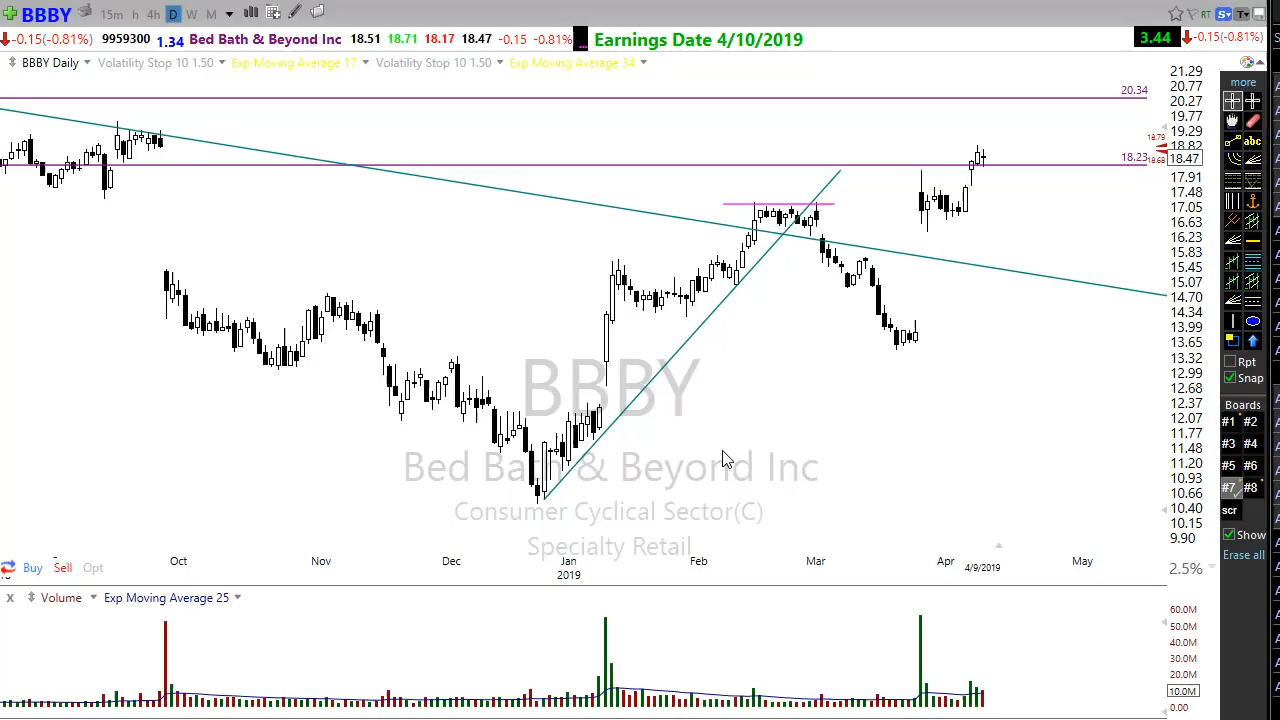 BBBY 15m h 4h D W M RT S T
-0.15(-0.81%) 9959300 1.34 Bed Bath & Beyond Inc 18.51 18.71 18.17 18.47 -0.15 -0.81% ... Earnings Date 4/10/2019 3.44 -0.15(-0.81%)
BBBY Daily Volatility Stop 10 1.50 Exp Moving Average 17 Volatility Stop 10 1.50 Exp Moving Average 34
21.29
20.77
20.34
20.27
19.77
19.29
18.79
18.82
18.23
18.68
18.47
17.91
17.48
17.05
16.63
16.23
15.83
15.45
15.07
14.70
14.34
13.99
13.65
13.32
12.99
12.68
12.37
12.07
11.77
11.48
11.20
10.93
10.66
10.40
10.15
9.90
more
abc
Rpt
Snap
Boards
#1 #2
#3 #4
#5 #6
#7 #8
scr
Show
Erase all
BBBY
Bed Bath & Beyond Inc
Consumer Cyclical Sector(C)
Specialty Retail
Oct Nov Dec Jan Feb Mar Apr May
2019 4/9/2019
Buy Sell Opt 2.5%
x Volume Exp Moving Average 25
60.0M
50.0M
40.0M
30.0M
20.0M
10.0M
0.00